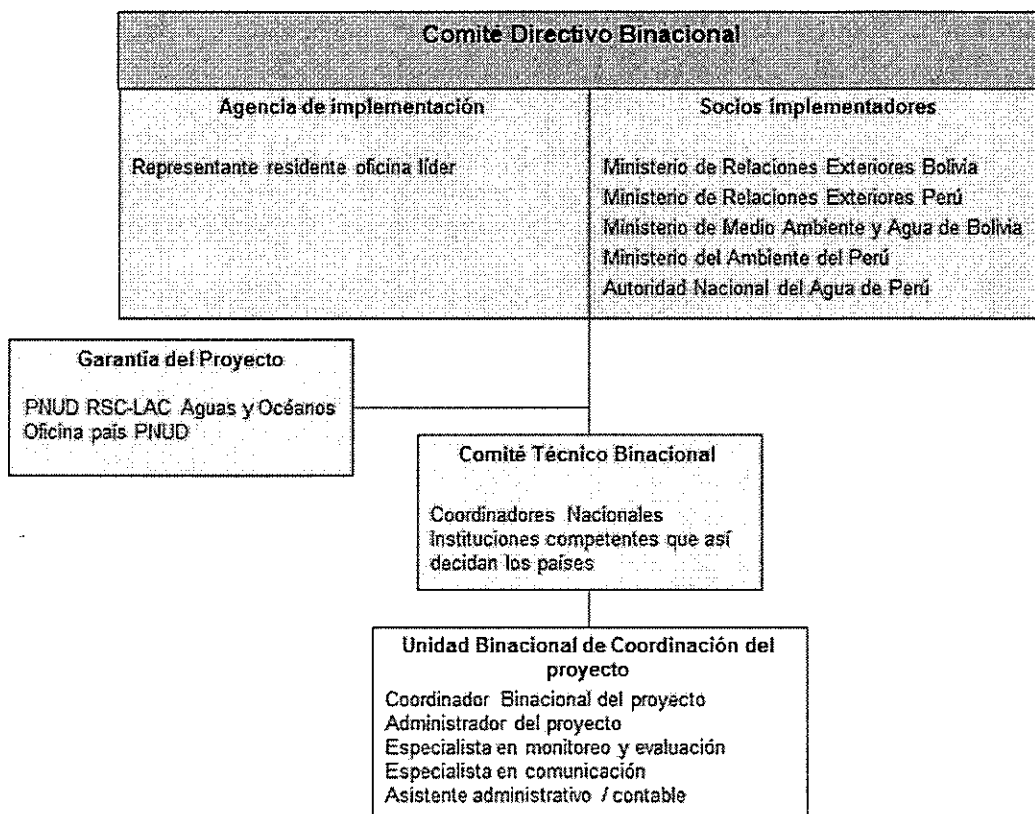 Comité Directivo Binacional
Agencia de implementación
Representante residente oficina líder
Socios implementadores
Ministerio de Relaciones Exteriores Bolivia
Ministerio de Relaciones Exteriores Perú
Ministerio de Medio Ambiente y Agua de Bolivia
Ministerio del Ambiente del Perú
Autoridad Nacional del Agua de Perú
Garantía del Proyecto
PNUD RSC-LAC Aguas y Océanos
Oficina país PNUD
Comité Técnico Binacional
Coordinadores Nacionales
Instituciones competentes que así
decidan los países
Unidad Binacional de Coordinación del
proyecto
Coordinador Binacional del proyecto
Administrador del proyecto
Especialista en monitoreo y evaluación
Especialista en comunicación
Asistente administrativo / contable